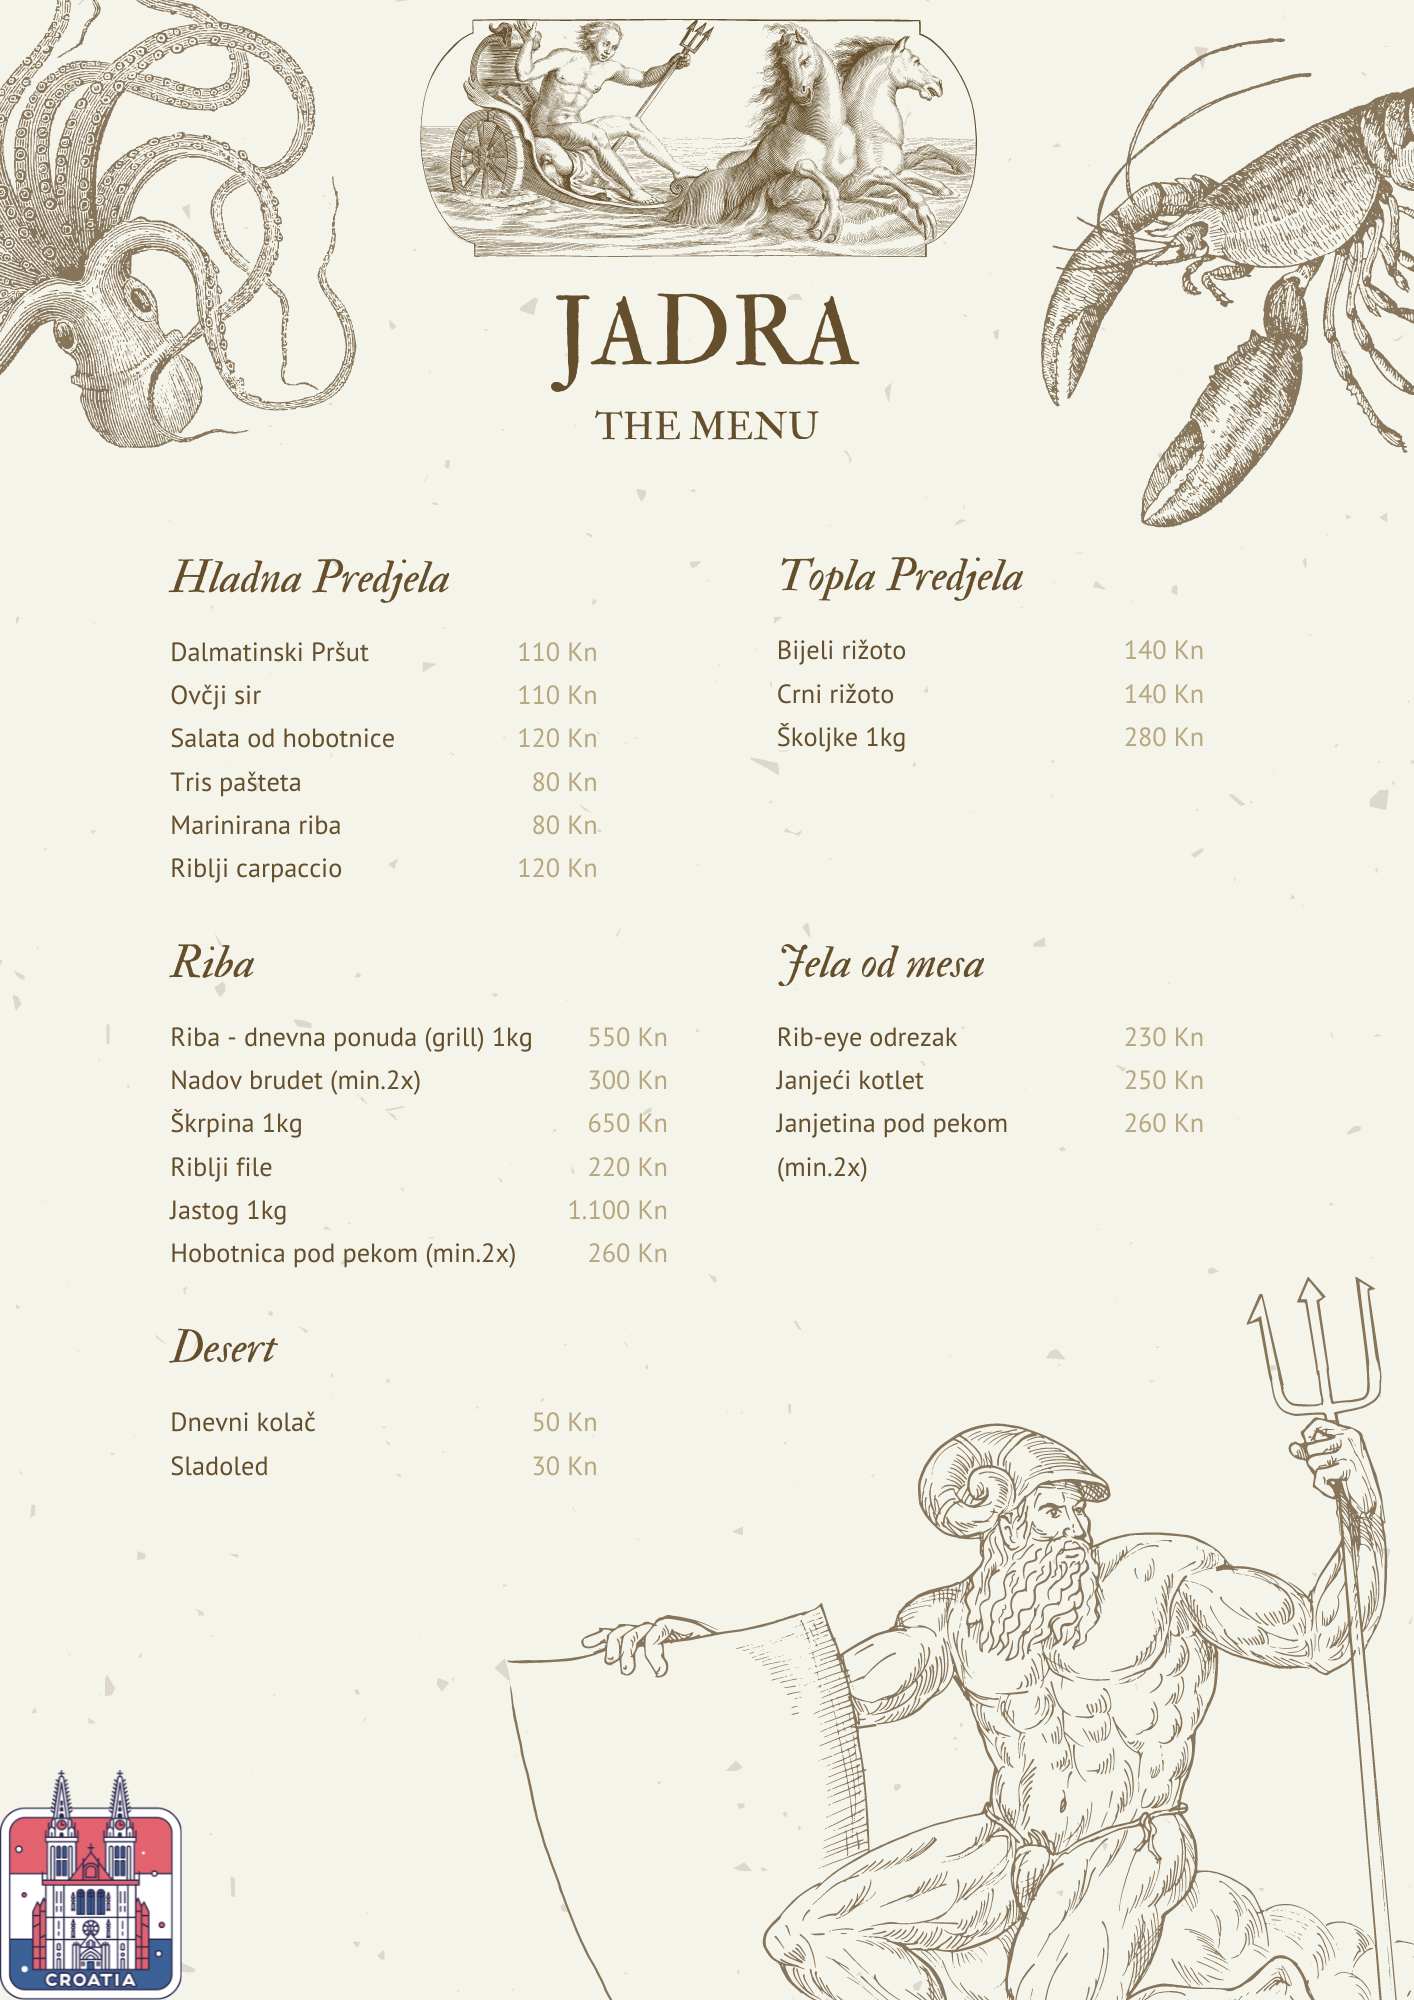 JADRA
THE MENU
Hladna Predjela
Dalmatinski Pršut 110 Kn
Ovčji sir 110 Kn
Salata od hobotnice 120 Kn
Tris pašteta 80 Kn
Marinirana riba 80 Kn
Riblji carpaccio 120 Kn
Topla Predjela
Bijeli rižoto 140 Kn
Crni rižoto 140 Kn
Školjke 1kg 280 Kn
Riba
Riba - dnevna ponuda (grill) 1kg 550 Kn
Nadov brudet (min.2x) 300 Kn
Škrpina 1kg 650 Kn
Riblji file 220 Kn
Jastog 1kg 1.100 Kn
Hobotnica pod pekom (min.2x) 260 Kn
Jela od mesa
Rib-eye odrezak 230 Kn
Janjeći kotlet 250 Kn
Janjetina pod pekom 260 Kn
(min.2x)
Desert
Dnevni kolač 50 Kn
Sladoled 30 Kn
CROATIA